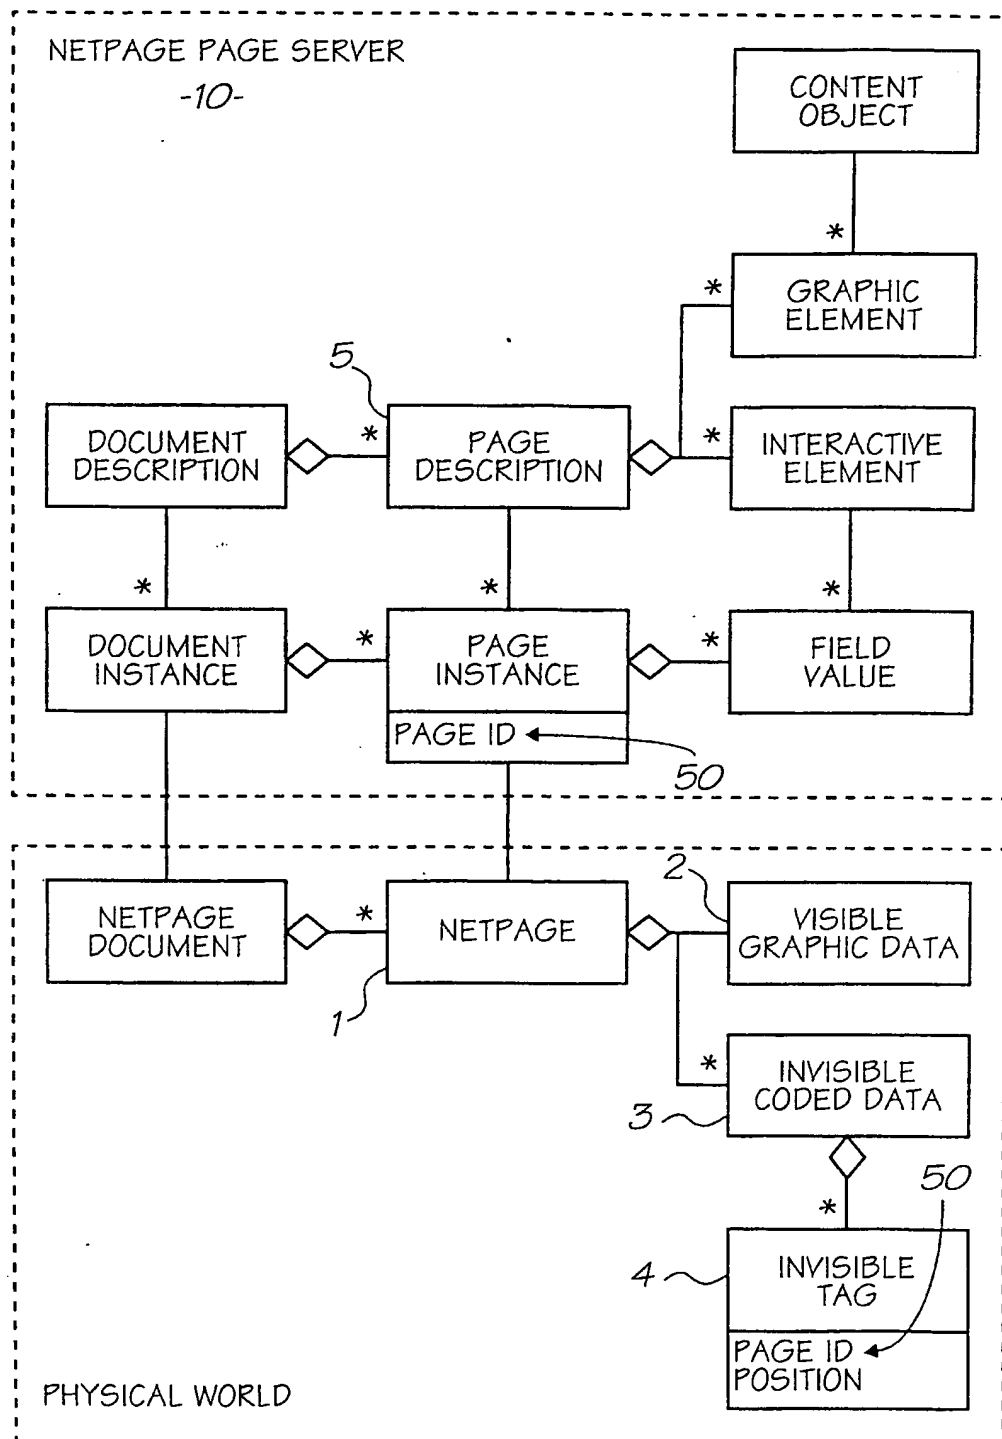 NETPAGE PAGE SERVER
-10-
CONTENT
OBJECT
*
GRAPHIC
ELEMENT
*
5
DOCUMENT
DESCRIPTION
*
PAGE
DESCRIPTION
*
INTERACTIVE
ELEMENT
*
*
*
DOCUMENT
INSTANCE
*
PAGE
INSTANCE
*
FIELD
VALUE
PAGE ID
50
NETPAGE
DOCUMENT
*
NETPAGE
1
2
VISIBLE
GRAPHIC DATA
*
INVISIBLE
CODED DATA
3
50
*
4
INVISIBLE
TAG
PAGE ID
POSITION
PHYSICAL WORLD